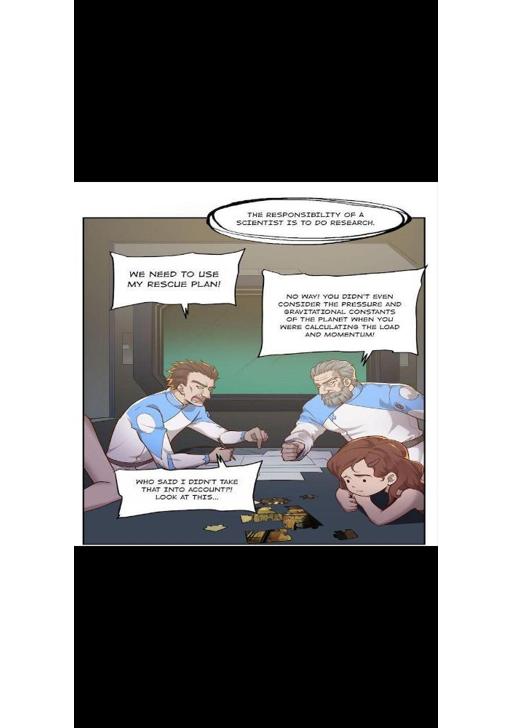 THE RESPONSIBILITY OF A
SCIENTIST IS TO DO RESEARCH.
WE NEED TO USE
MY RESCUE PLAN!
NO WAY! YOU DIDN'T EVEN
CONSIDER THE PRESSURE AND
GRAVITATIONAL CONSTANTS
OF THE PLANET WHEN YOU
WERE CALCULATING THE LOAD
AND MOMENTUM!
WHO SAID I DIDN'T TAKE
THAT INTO ACCOUNT?!
LOOK AT THIS...